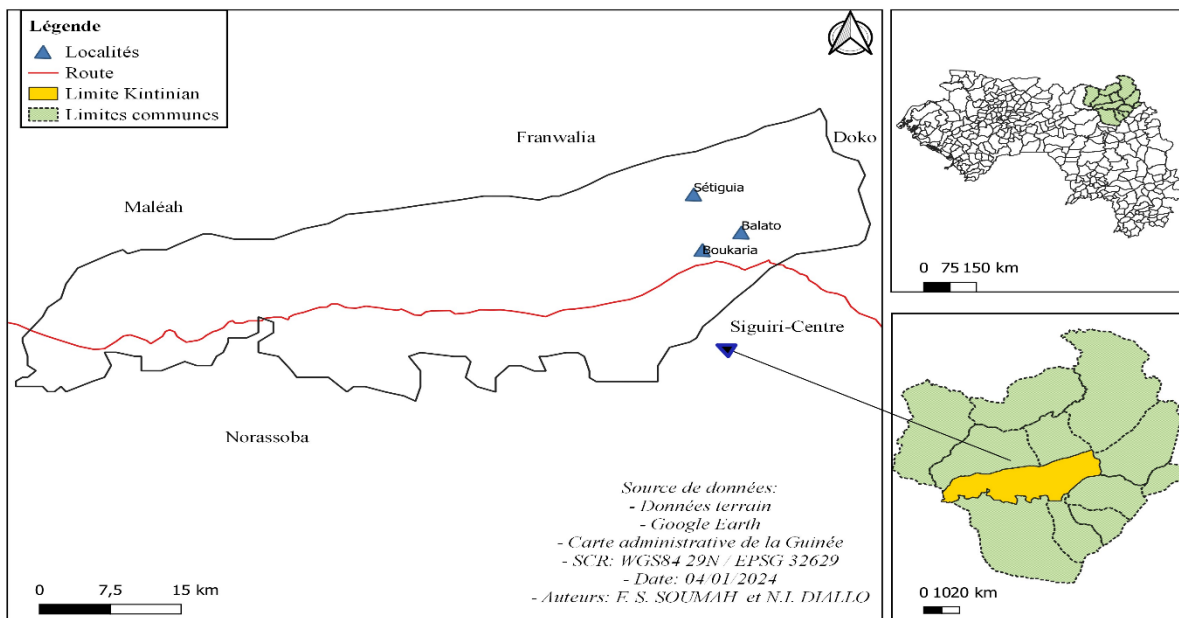 Légende
Localités
Route
Limite Kintinian
Limites communes
Franwalia
Doko
Maléah
Sétiguia
Balato
Boukaria
Siguiri-Centre
Norassoba
Source de données:
- Données terrain
- Google Earth
- Carte administrative de la Guinée
- SCR: WGS84 29N / EPSG 32629
- Date: 04/01/2024
- Auteurs: F. S. SOUMAH et N.I. DIALLO
0 7,5 15 km
0 75 150 km
0 1020 km